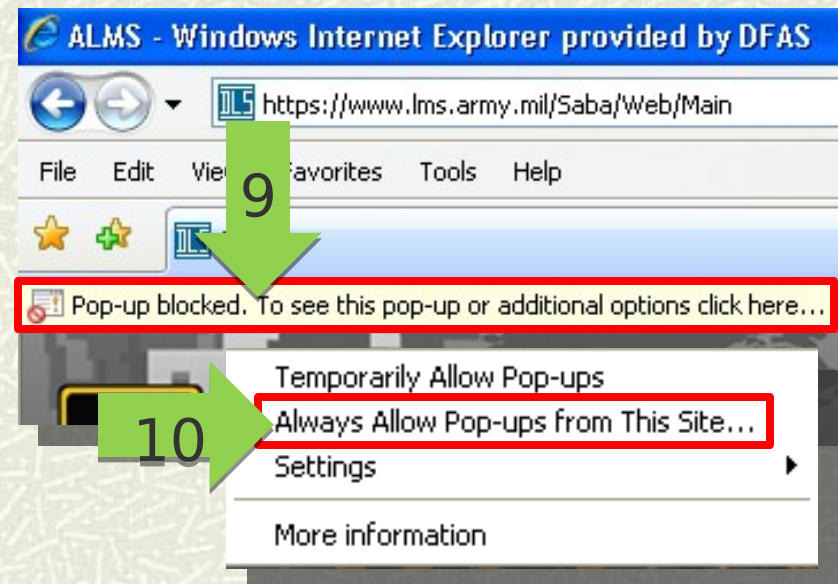 ALMS - Windows Internet Explorer provided by DFAS
DLS https://www.lms.army.mil/Saba/Web/Main
File Edit Tools Help
9
Pop-up blocked. To see this pop-up or additional options click here...
Temporarily Allow Pop-ups
10 Always Allow Pop-ups from This Site...
Settings
More information